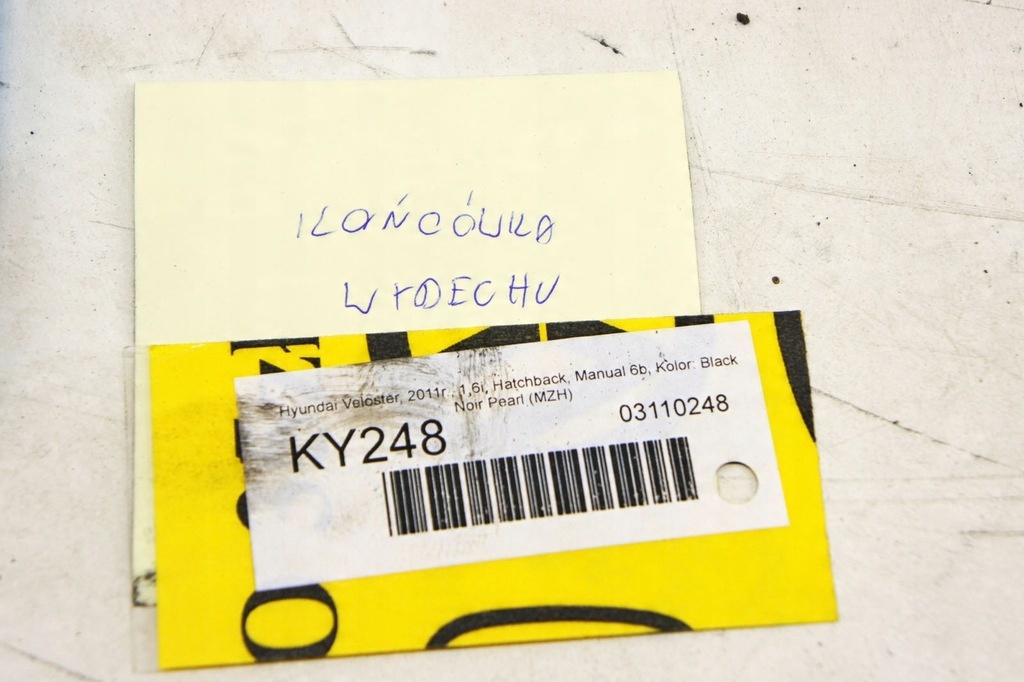 KOŃCÓWKA
WYDECHU
Hyundai Veloster, 2011r., 1,6i, Hatchback, Manual 6b, Kolor: Black
Noir Pearl (MZH)
03110248
KY248